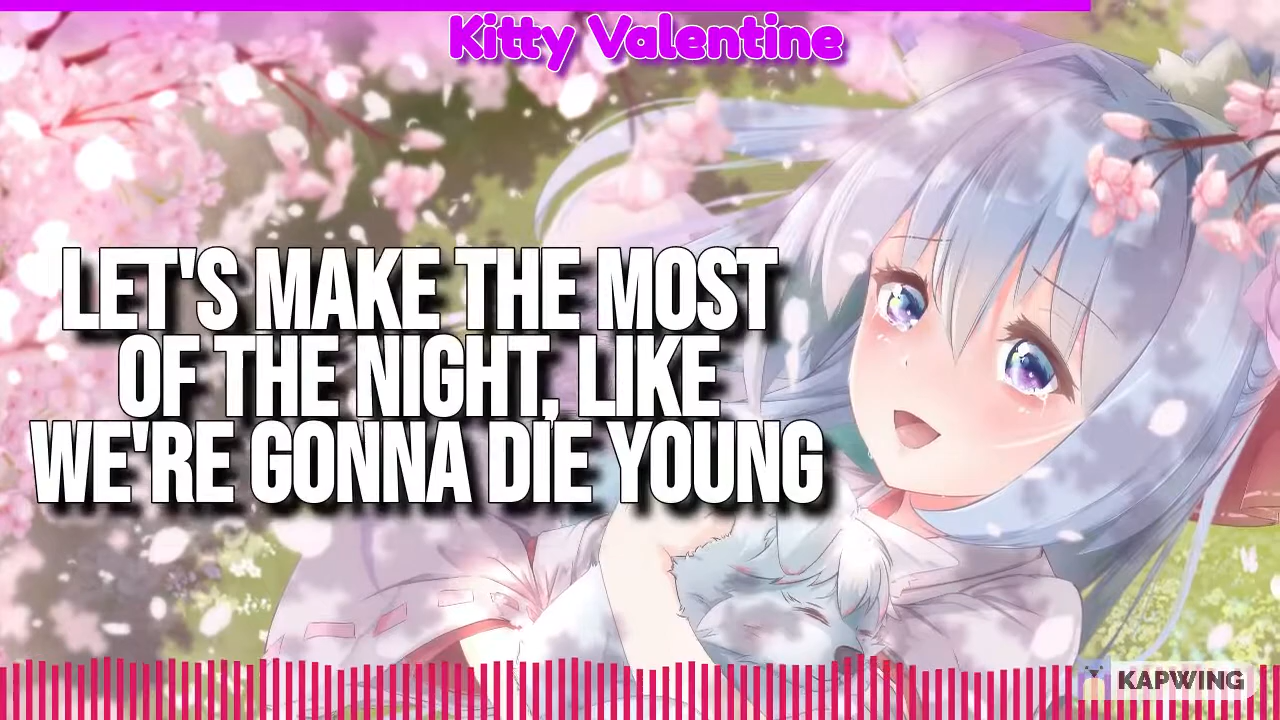 Kitty Valentine
LET'S MAKE THE MOST
OF THE NIGHT, LIKE
WE'RE GONNA DIE YOUNG
KAPWING